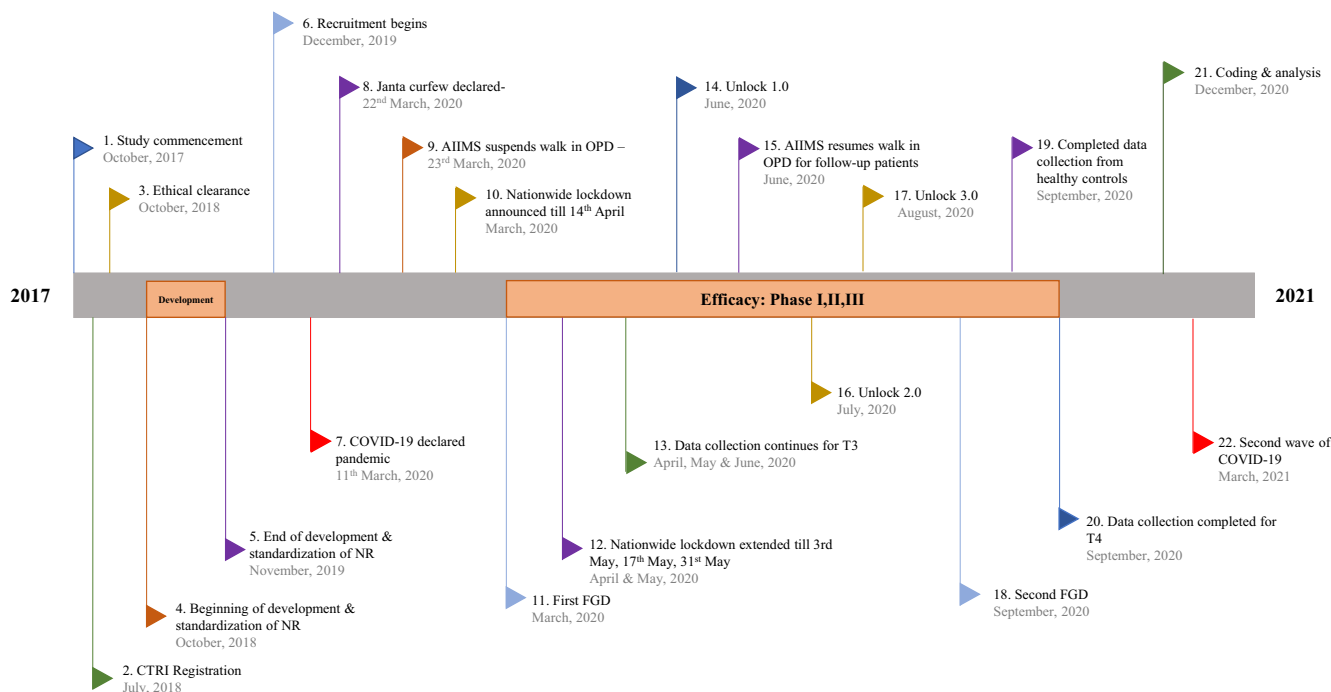 6. Recruitment begins
December, 2019
8. Janta curfew declared-
22nd March, 2020
14. Unlock 1.0
June, 2020
21. Coding & analysis
December, 2020
1. Study commencement
October, 2017
9. AIIMS suspends walk in OPD –
23rd March, 2020
15. AIIMS resumes walk in
OPD for follow-up patients
June, 2020
19. Completed data
collection from
healthy controls
September, 2020
3. Ethical clearance
October, 2018
10. Nationwide lockdown
announced till 14th April
March, 2020
17. Unlock 3.0
August, 2020
2017
Development
Efficacy: Phase I,II,III
2021
16. Unlock 2.0
July, 2020
7. COVID-19 declared
pandemic
11th March, 2020
13. Data collection continues for T3
April, May & June, 2020
22. Second wave of
COVID-19
March, 2021
5. End of development &
standardization of NR
November, 2019
12. Nationwide lockdown extended till 3rd
May, 17th May, 31st May
April & May, 2020
20. Data collection completed for
T4
September, 2020
4. Beginning of development &
standardization of NR
October, 2018
11. First FGD
March, 2020
18. Second FGD
September, 2020
2. CTRI Registration
July, 2018